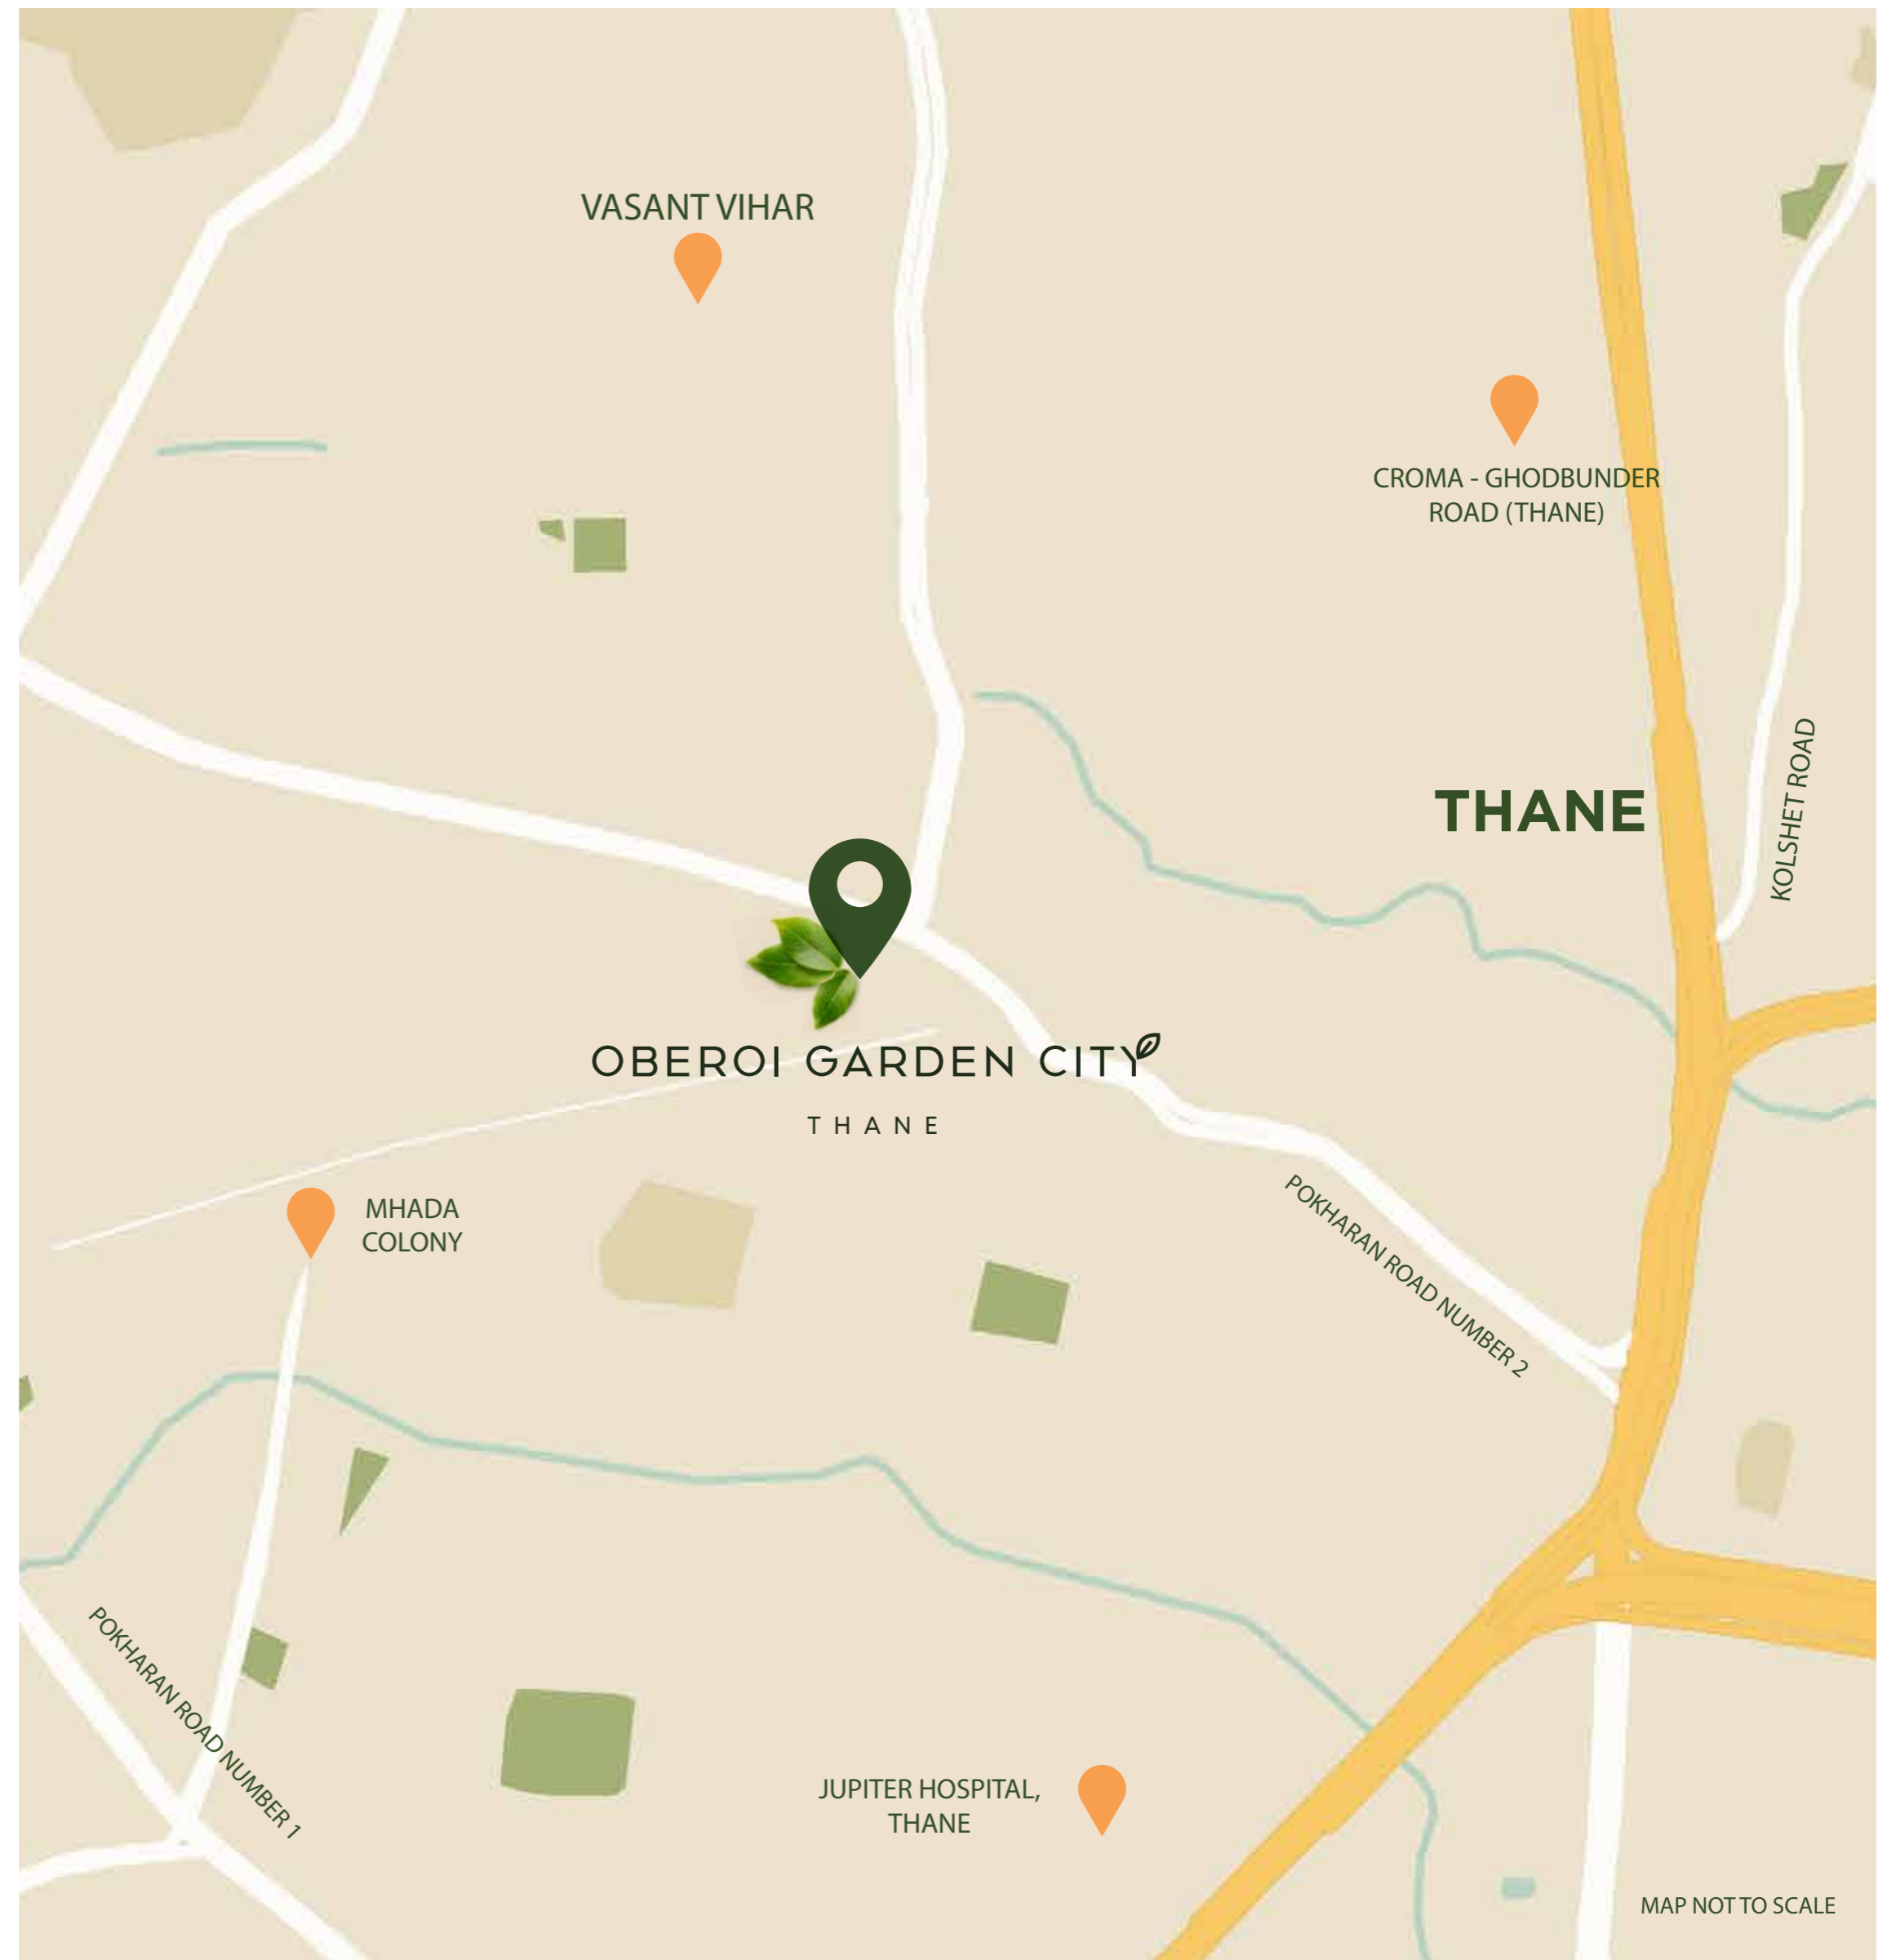 VASANT VIHAR
CROMA - GHODBUNDER
ROAD (THANE)
THANE
KOLSHET ROAD
OBEROI GARDEN CITY
THANE
MHADA
COLONY
POKHARAN ROAD NUMBER 2
POKHARAN ROAD NUMBER 1
JUPITER HOSPITAL,
THANE
MAP NOT TO SCALE